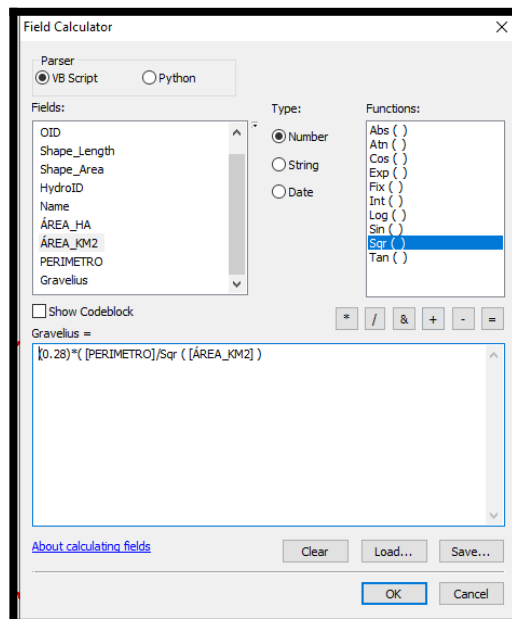 Field Calculator
Parser
VB Script
Python
Fields:
Type:
Functions:
OID
Shape_Length
Shape_Area
HydroID
Name
ÁREA_HA
ÁREA_KM2
PERIMETRO
Gravelius
Number
String
Date
Abs ( )
Atn ( )
Cos ( )
Exp ( )
Fix ( )
Int ( )
Log ( )
Sin ( )
Sqr ( )
Tan ( )
Show Codeblock
* / & + - =
Gravelius =
(0.28)*( [PERIMETRO]/Sqr ( [ÁREA_KM2] )
About calculating fields
Clear
Load...
Save...
OK
Cancel